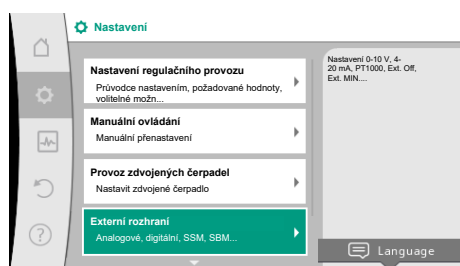 Nastavení
Nastavení regulačního provozu
Průvodce nastavením, požadované hodnoty,
volitelné možn...
Manuální ovládání
Manuální přenastavení
Provoz zdvojených čerpadel
Nastavit zdvojené čerpadlo
Externí rozhraní
Analogové, digitální, SSM, SBM...
Nastavení 0-10 V, 4-
20 mA, PT1000, Ext. Off,
Ext. MIN....
Language